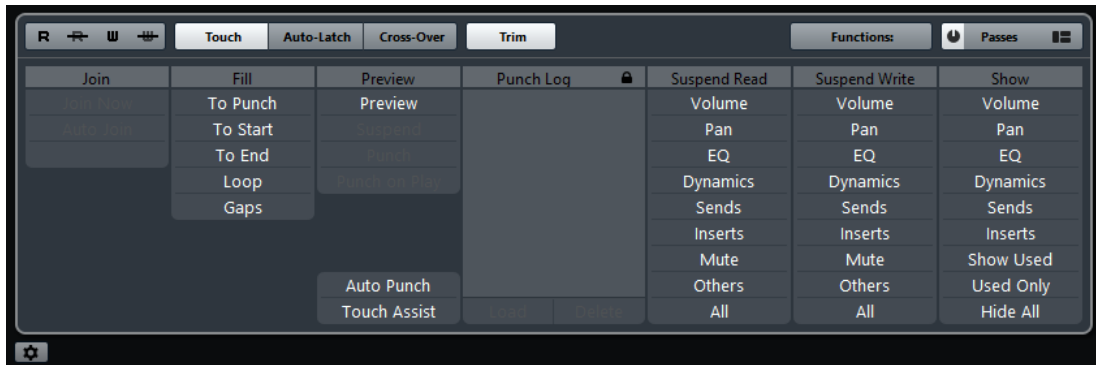 R R W W Touch Auto-Latch Cross-Over Trim Functions: Passes
Join Fill Preview Punch Log Suspend Read Suspend Write Show
Join Now To Punch Preview Volume Volume Volume
Auto Join To Start Suspend Pan Pan Pan
To End Punch EQ EQ EQ
Loop Punch on Play Dynamics Dynamics Dynamics
Gaps Sends Sends Sends
Inserts Inserts Inserts
Mute Mute Show Used
Auto Punch Others Others Used Only
Touch Assist Load Delete All All Hide All